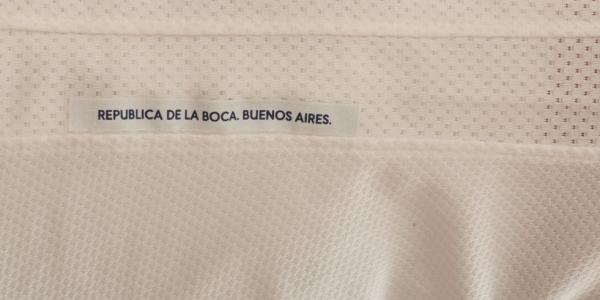 REPUBLICA DE LA BOCA. BUENOS AIRES.